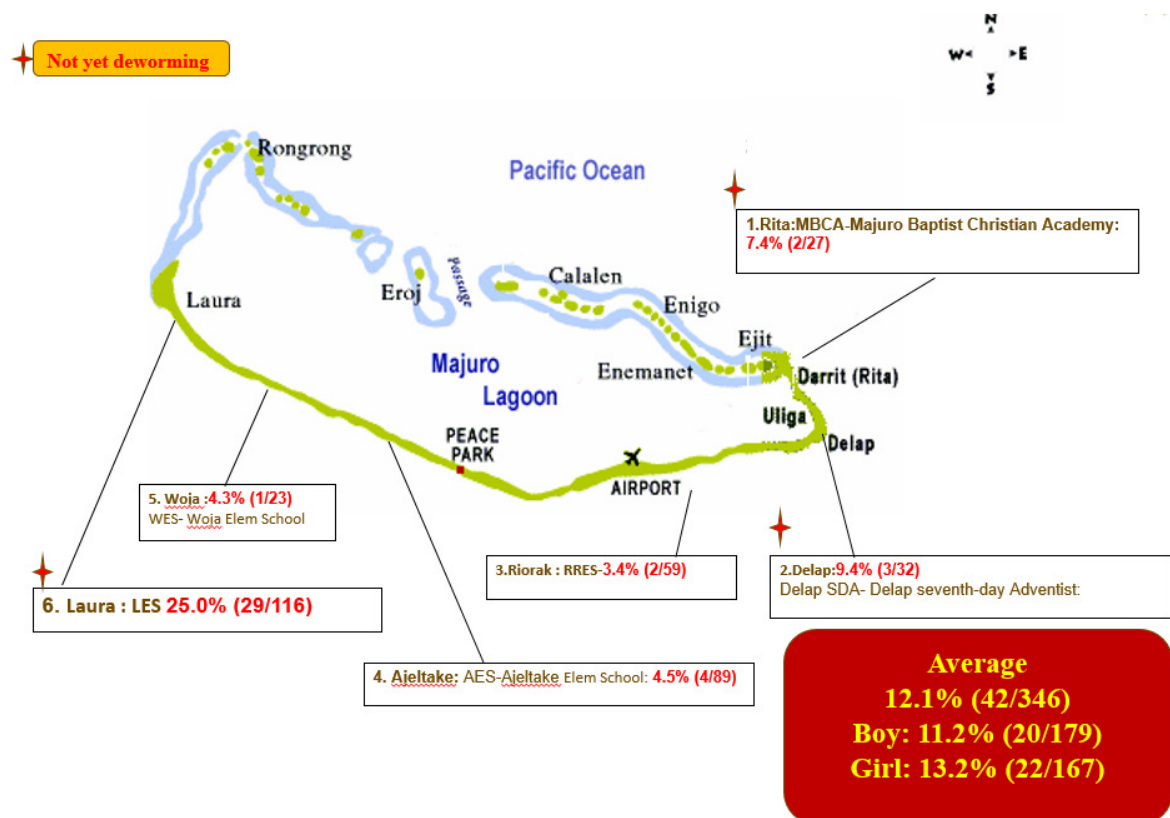 N
W E
S
Not yet deworming
Rongrong
Pacific Ocean
1.Rita:MBCA-Majuro Baptist Christian Academy:
7.4% (2/27)
Passage
Calalen
Laura
Eroj
Enigo
Ejit
Majuro
Lagoon
Enemanet
Darrit (Rita)
Uliga
Delap
PEACE
PARK
AIRPORT
5. Woja :4.3% (1/23)
WES- Woja Elem School
3.Riorak : RRES-3.4% (2/59)
2.Delap:9.4% (3/32)
Delap SDA- Delap seventh-day Adventist:
6. Laura : LES 25.0% (29/116)
4. Ajeltake: AES-Ajeltake Elem School: 4.5% (4/89)
Average
12.1% (42/346)
Boy: 11.2% (20/179)
Girl: 13.2% (22/167)